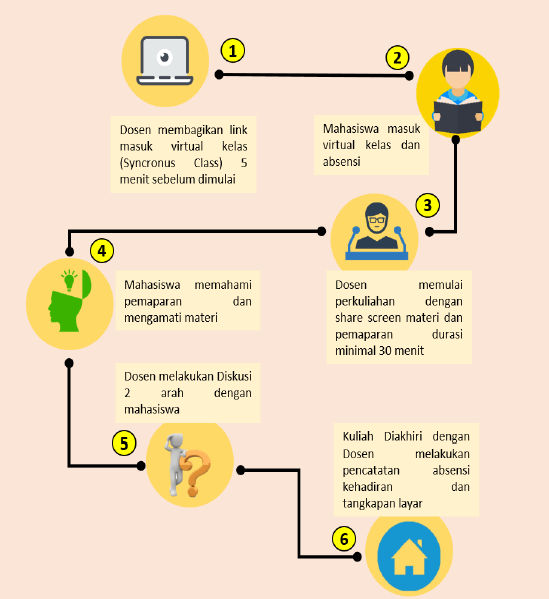 1
Dosen membagikan link
masuk virtual kelas
(Syncronus Class) 5
menit sebelum dimulai
2
Mahasiswa masuk
virtual kelas dan
absensi
3
Dosen memulai
perkuliahan dengan
share screen materi dan
pemaparan durasi
minimal 30 menit
4
Mahasiswa memahami
pemaparan dan
mengamati materi
Dosen melakukan Diskusi
2 arah dengan
mahasiswa
5
Kuliah Diakhiri dengan
Dosen melakukan
pencatatan absensi
kehadiran dan
tangkapan layar
6